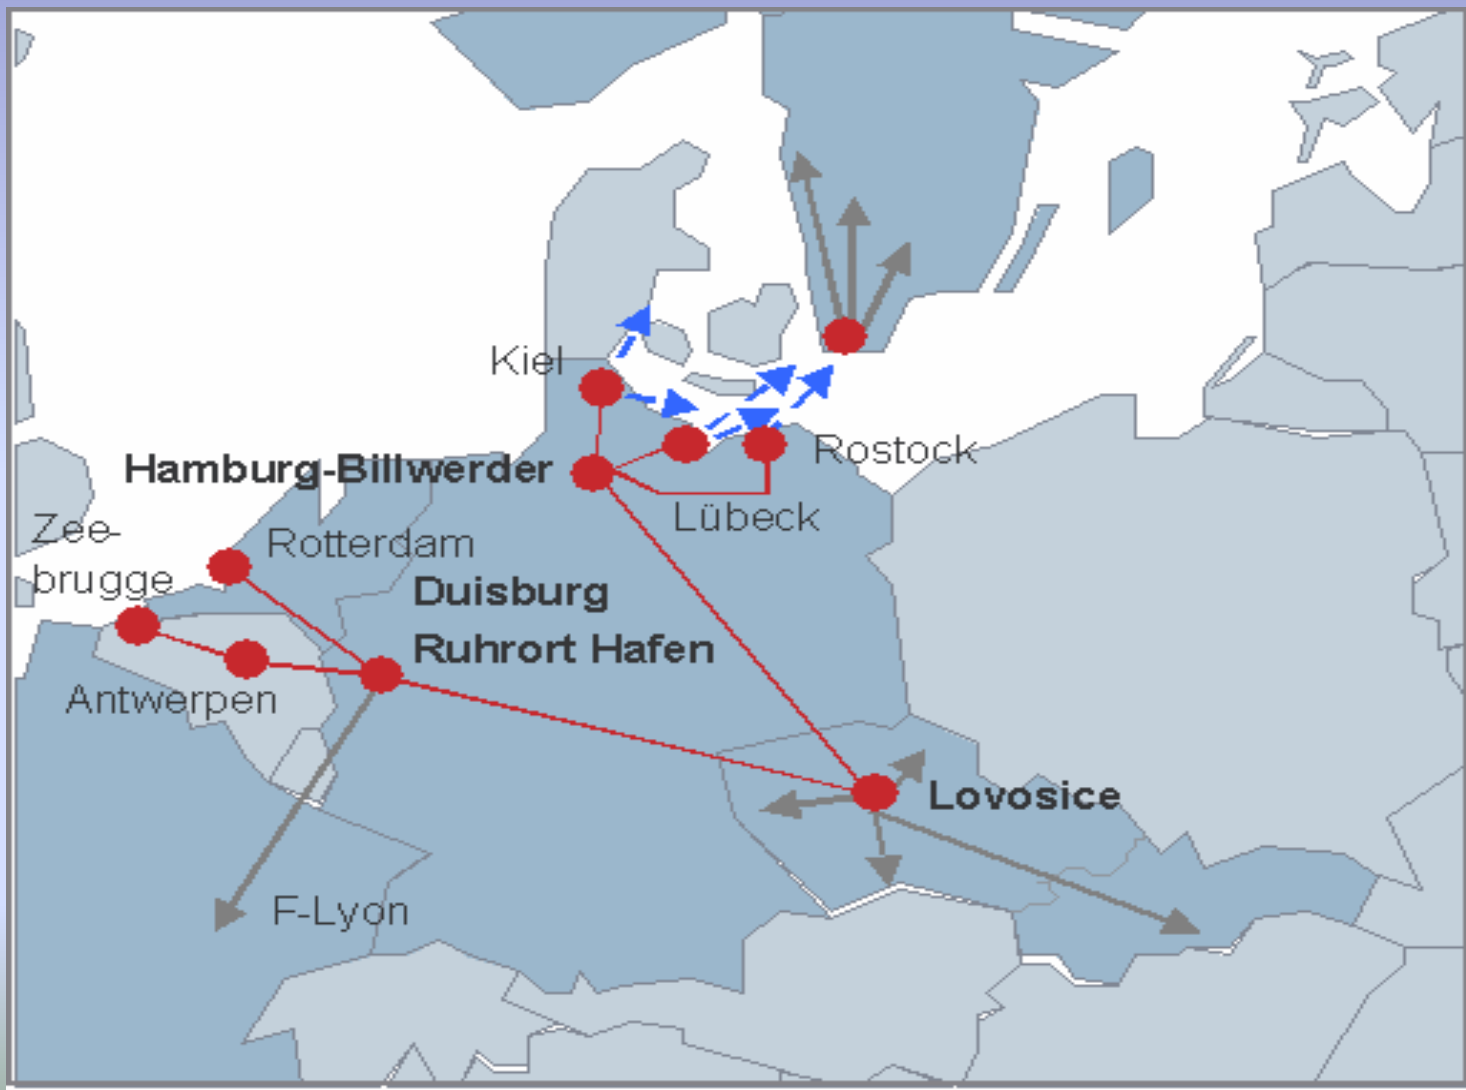 Kiel
Rostock
Hamburg-Billwerder
Lübeck
Zee-
brugge
Rotterdam
Duisburg
Ruhrort Hafen
Antwerpen
Lovosice
F-Lyon